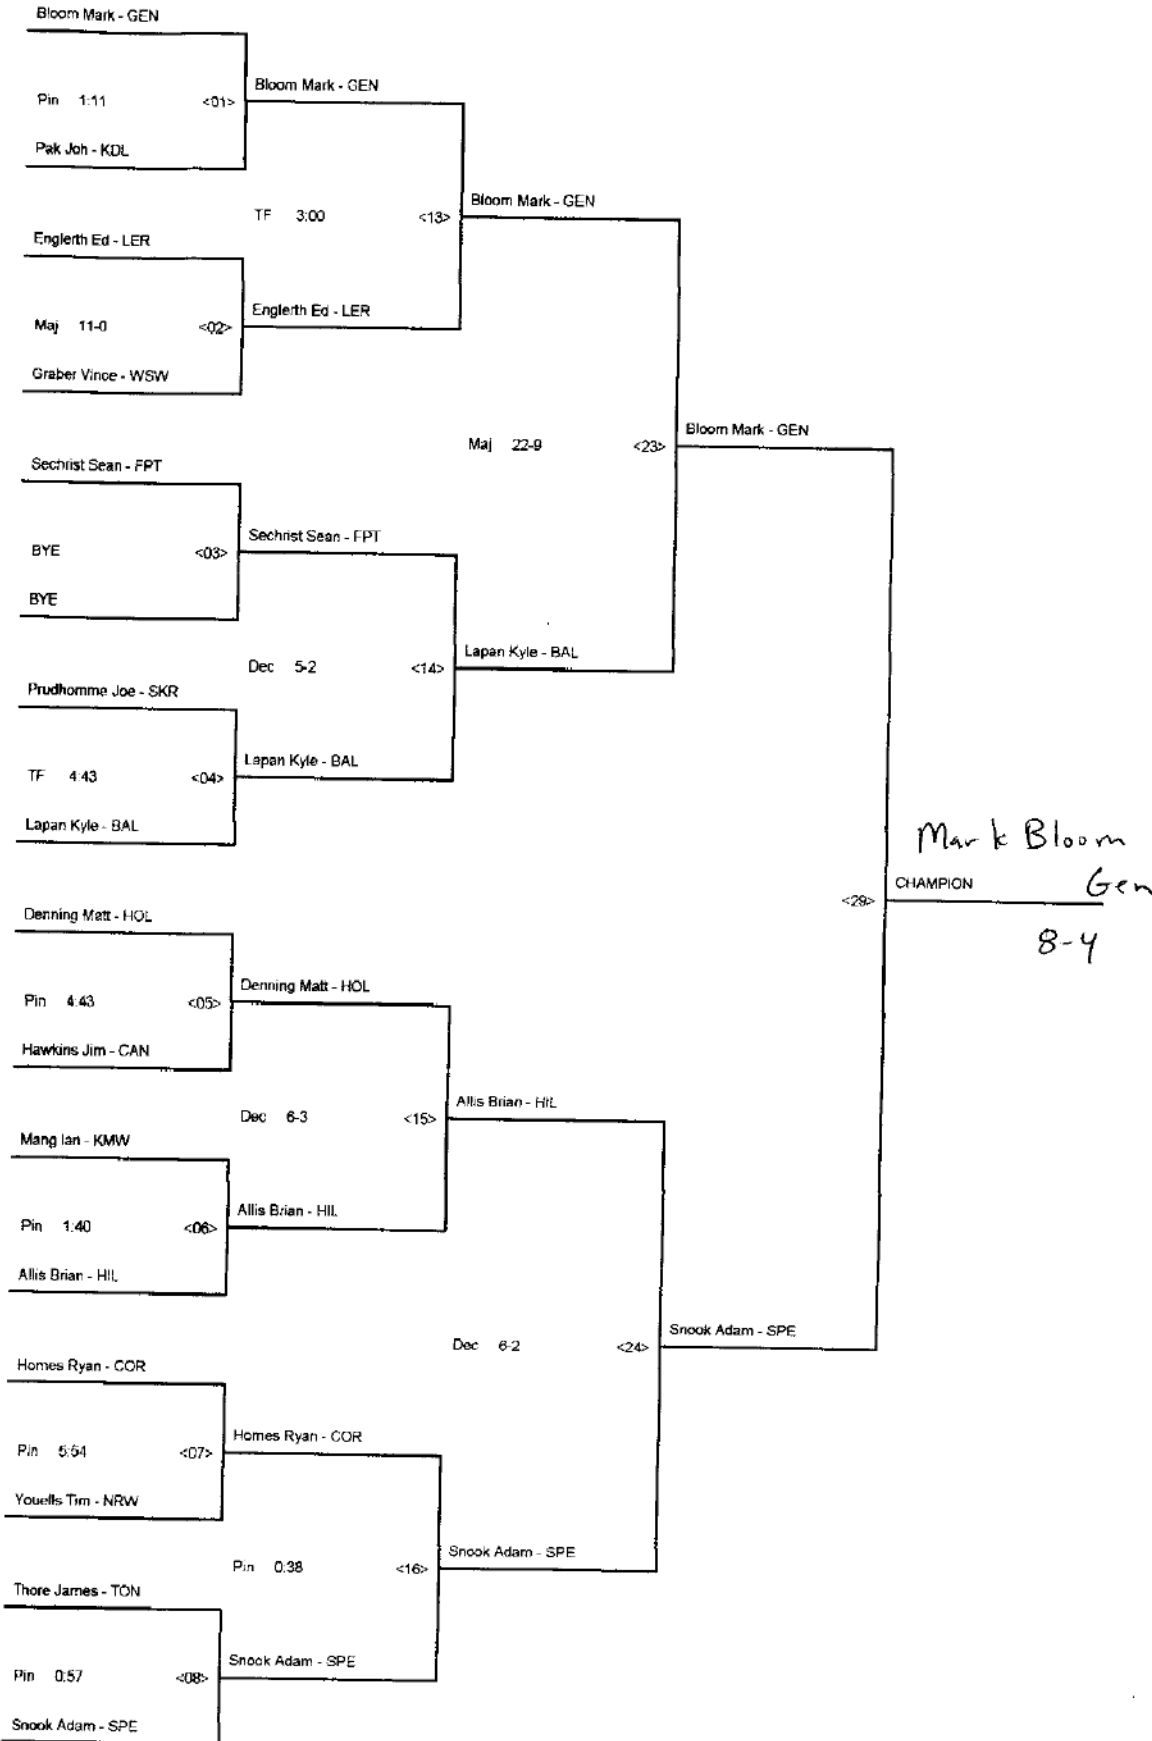 Bloom Mark - GEN
Bloom Mark - GEN
Pin 1:11 <01>
Pak Joh - KDL
Bloom Mark - GEN
TF 3:00 <13>
Englerth Ed - LER
Englerth Ed - LER
Maj 11-0 <02>
Graber Vince - WSW
Bloom Mark - GEN
Maj 22-9 <23>
Sechrist Sean - FPT
Sechrist Sean - FPT
BYE <03>
BYE
Lapan Kyle - BAL
Dec 5-2 <14>
Prudhomme Joe - SKR
Lapan Kyle - BAL
TF 4:43 <04>
Lapan Kyle - BAL
Mark Bloom
CHAMPION Gen
<29>
8-4
Denning Matt - HOL
Denning Matt - HOL
Pin 4:43 <05>
Hawkins Jim - CAN
Allis Brian - HIL
Dec 6-3 <15>
Mang Ian - KMW
Allis Brian - HIL
Pin 1:40 <06>
Allis Brian - HIL
Snook Adam - SPE
Dec 6-2 <24>
Homes Ryan - COR
Homes Ryan - COR
Pin 5:54 <07>
Youells Tim - NRW
Snook Adam - SPE
Pin 0:38 <16>
Thore James - TON
Snook Adam - SPE
Pin 0:57 <08>
Snook Adam - SPE